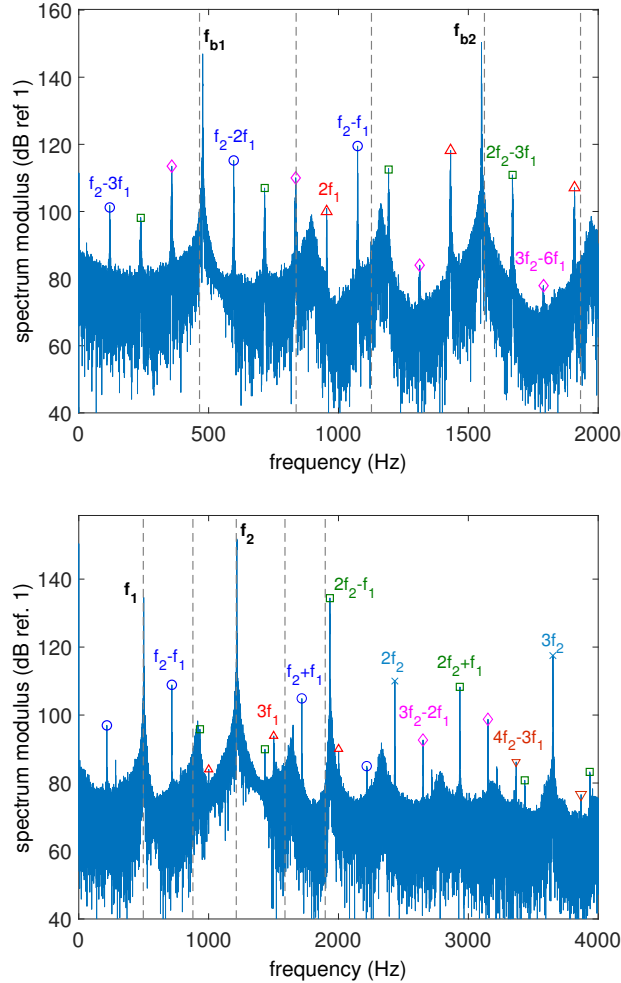 160
f_b1
f_b2
140
f_2-3f_1
f_2-2f_1
f_2-f_1
2f_2-3f_1
120
2f_1
100
3f_2-6f_1
80
60
40
spectrum modulus (dB ref 1)
0 500 1000 1500 2000
frequency (Hz)
f_2
f_1
140
2f_2-f_1
120
f_2-f_1
f_2+f_1
2f_2
2f_2+f_1
3f_2
100
3f_1
3f_2-2f_1
4f_2-3f_1
80
60
40
spectrum modulus (dB ref. 1)
0 1000 2000 3000 4000
frequency (Hz)